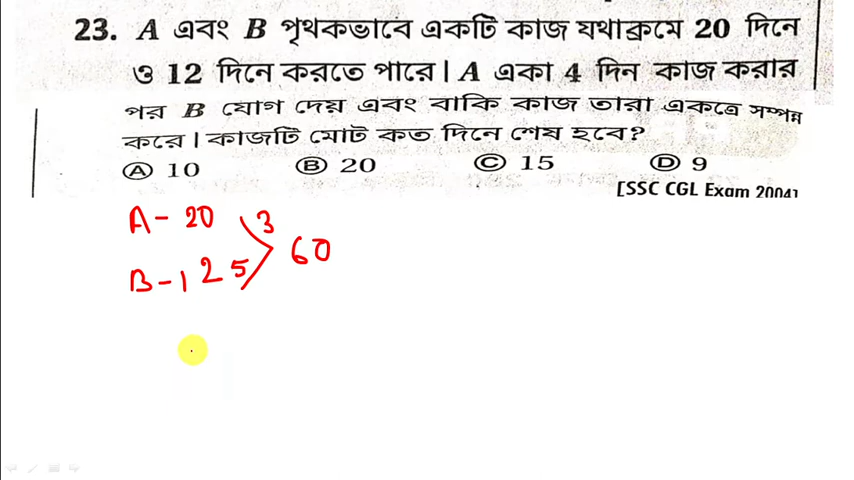 23. A এবং B পৃথকভাবে একটি কাজ যথাক্রমে 20 দিনে
ও 12 দিনে করতে পারে। A একা 4 দিন কাজ করার
পর B যোগ দেয় এবং বাকি কাজ তারা একত্রে সম্পন্ন
করে। কাজটি মোট কত দিনে শেষ হবে?
Ⓐ 10 Ⓑ 20 Ⓒ 15 Ⓓ 9
[SSC CGL Exam 2004]
A - 20 3
60
B - 12 5